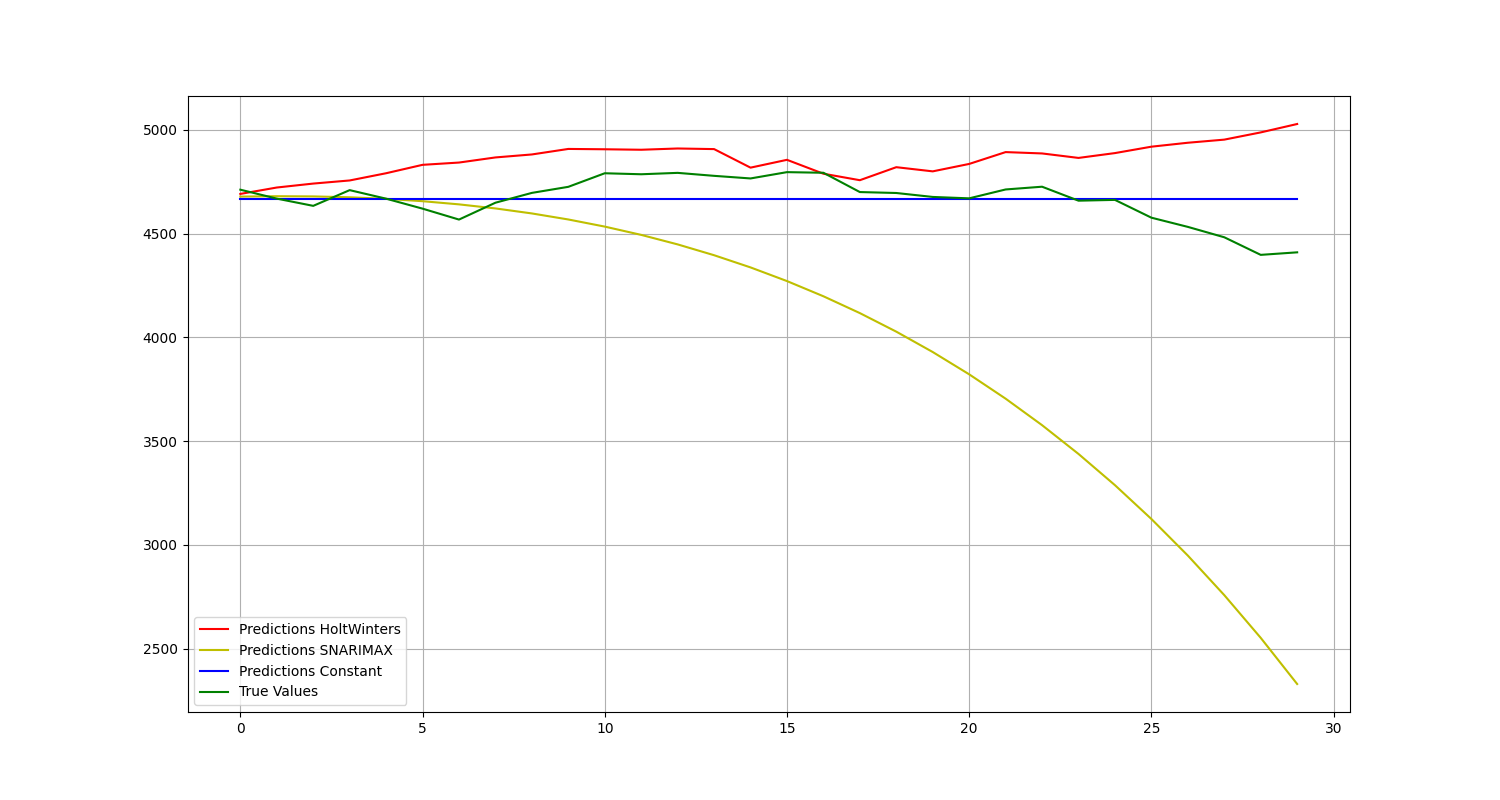 5000
4500
4000
3500
3000
2500
Predictions HoltWinters
Predictions SNARIMAX
Predictions Constant
True Values
0 5 10 15 20 25 30